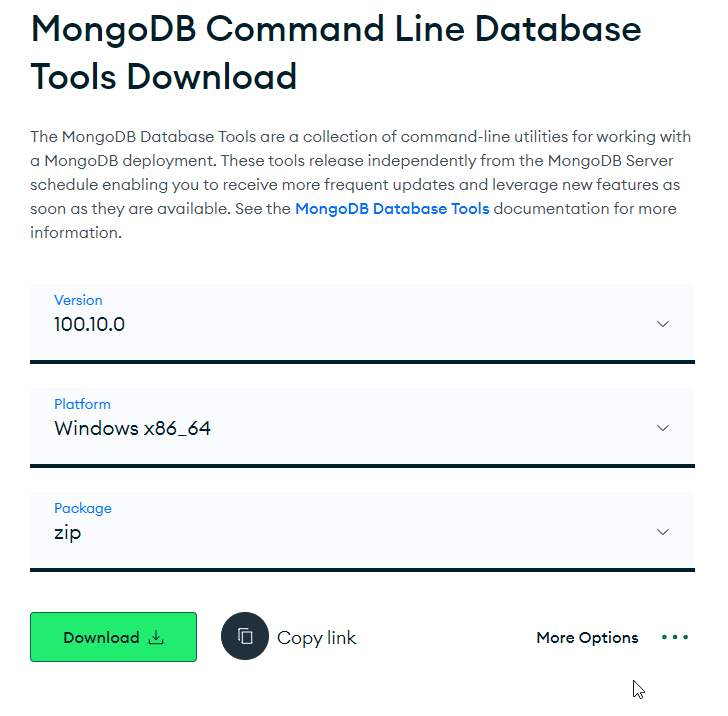 MongoDB Command Line Database
Tools Download
The MongoDB Database Tools are a collection of command-line utilities for working with
a MongoDB deployment. These tools release independently from the MongoDB Server
schedule enabling you to receive more frequent updates and leverage new features as
soon as they are available. See the MongoDB Database Tools documentation for more
information.
Version
100.10.0
Platform
Windows x86_64
Package
zip
Download Copy link More Options